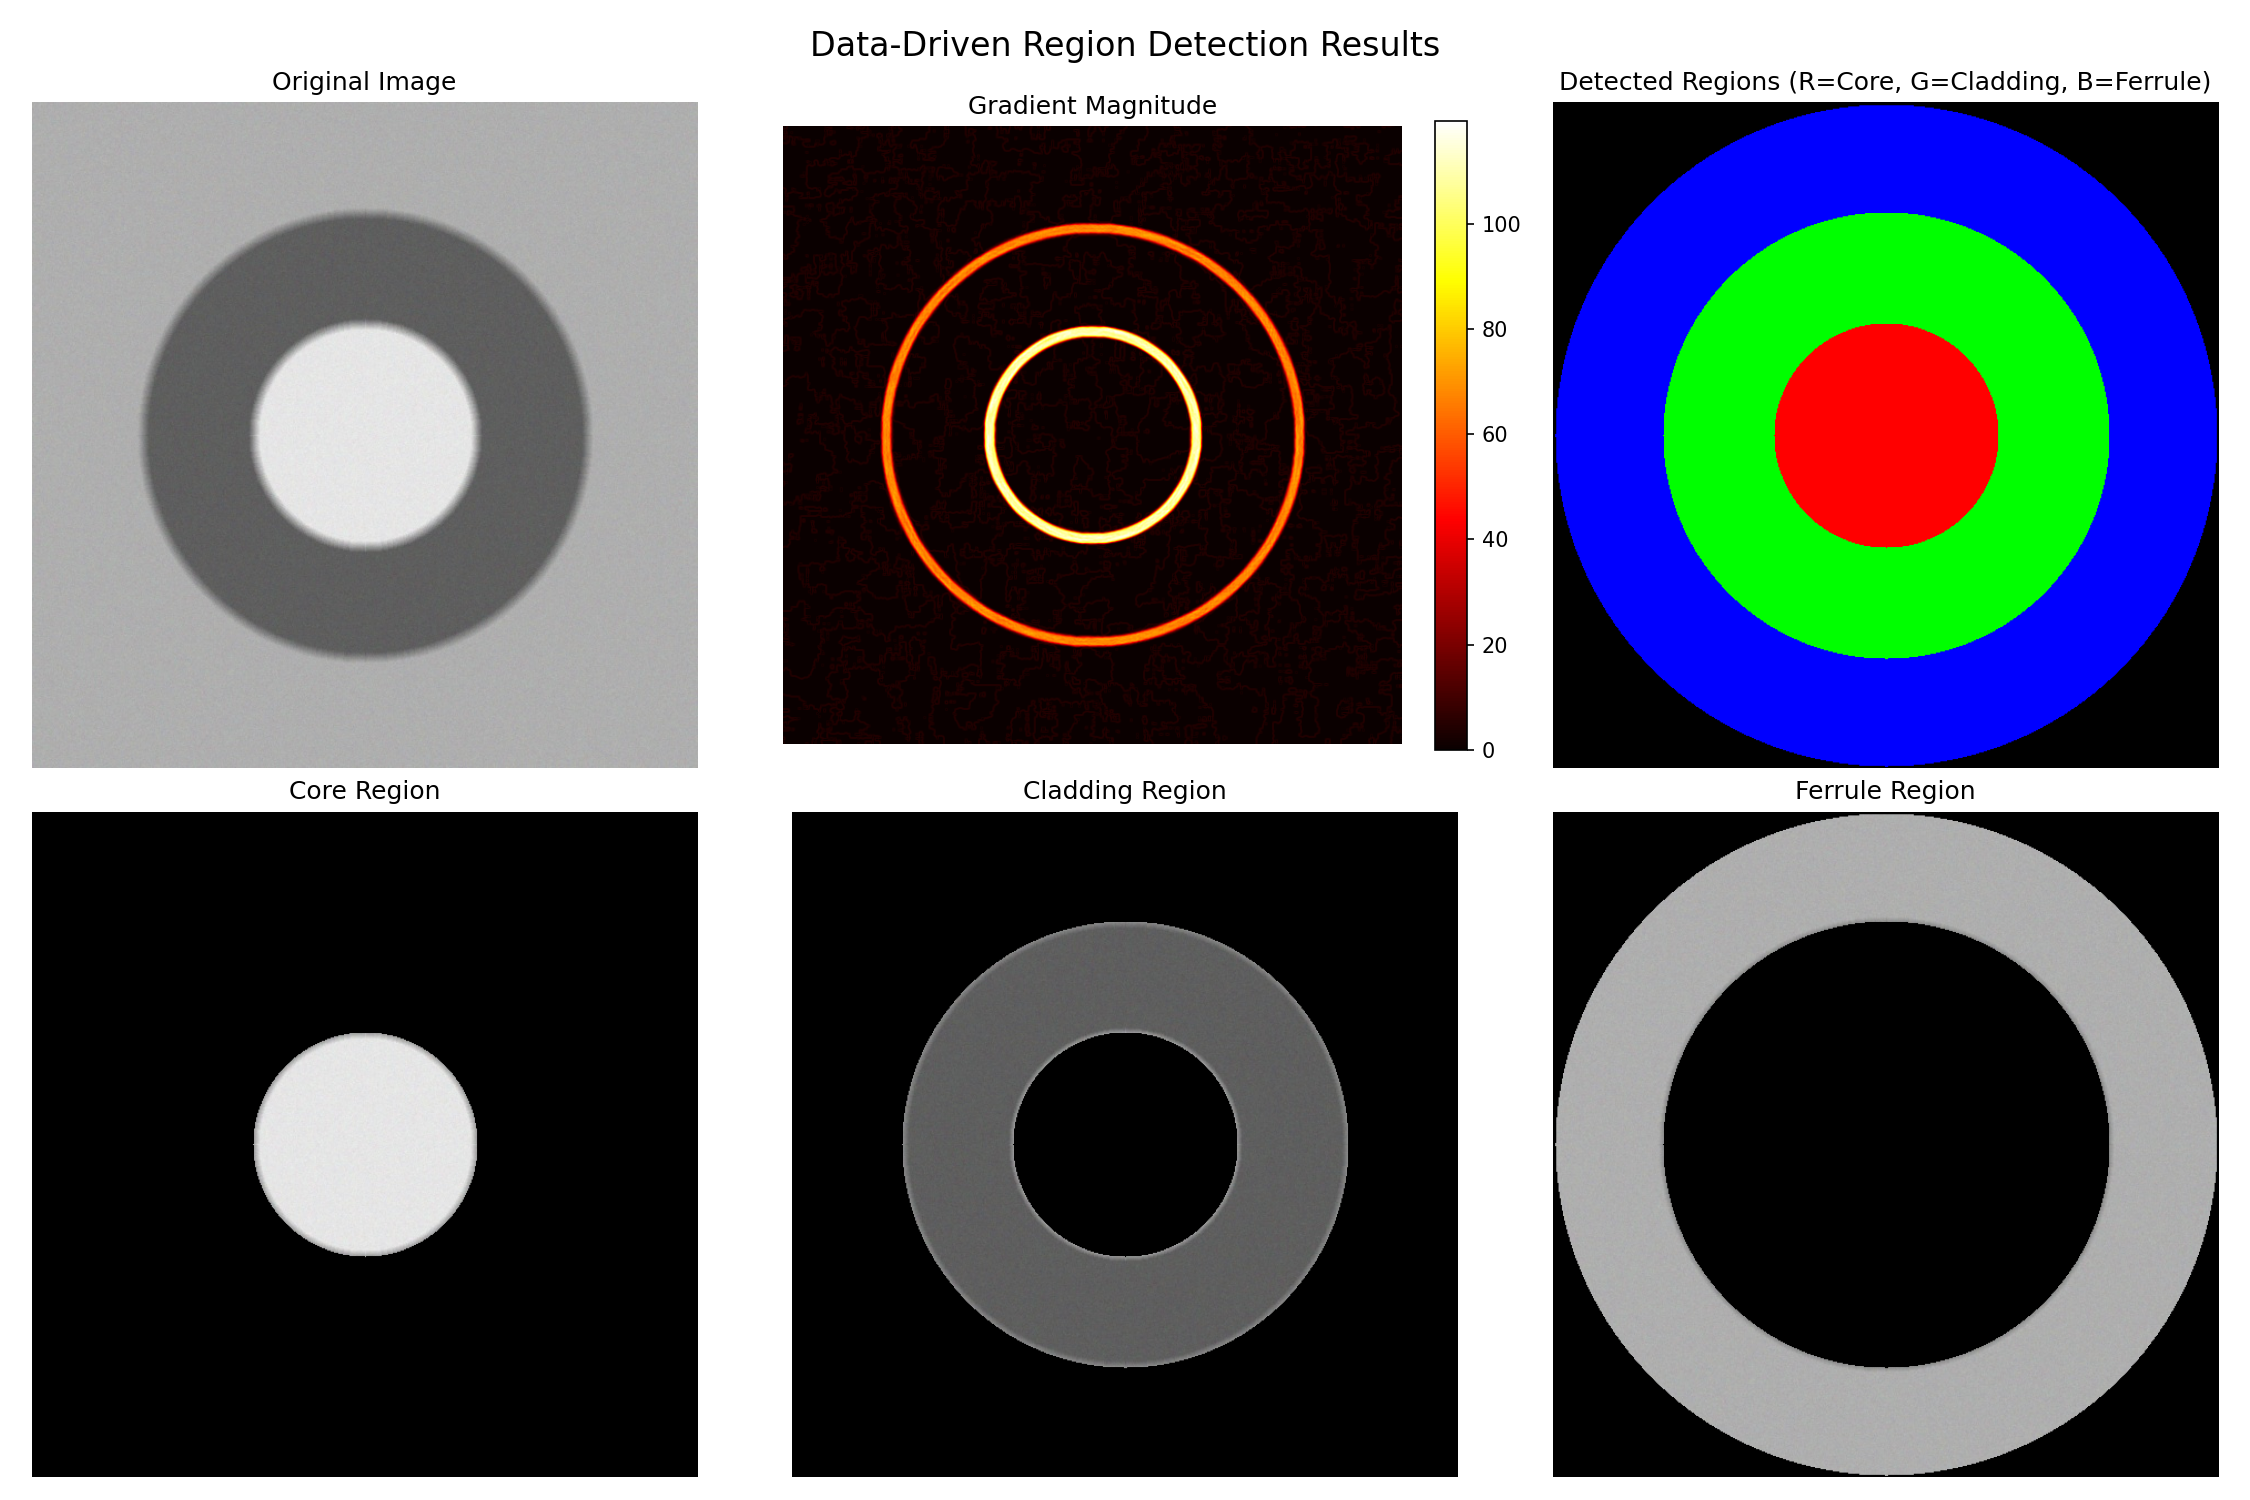 Data-Driven Region Detection Results
Original Image
Gradient Magnitude
Detected Regions (R=Core, G=Cladding, B=Ferrule)
100
80
60
40
20
0
Core Region
Cladding Region
Ferrule Region